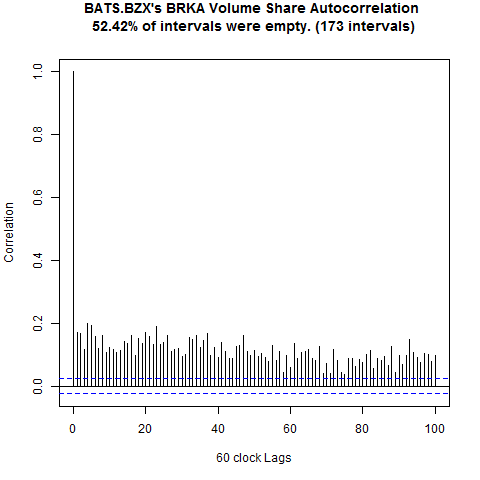 BATS.BZX's BRKA Volume Share Autocorrelation
52.42% of intervals were empty. (173 intervals)
1.0
0.8
0.6
0.4
0.2
0.0
Correlation
0 20 40 60 80 100
60 clock Lags